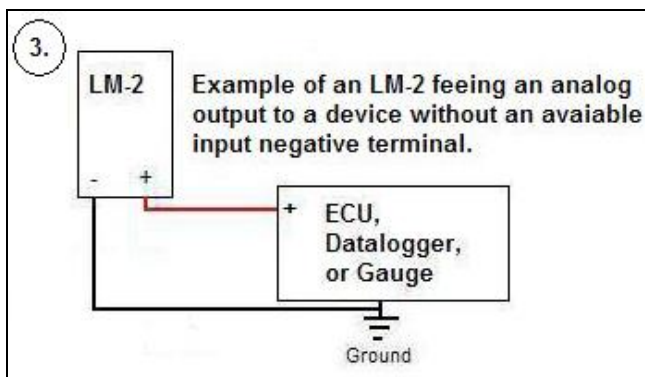 3.
LM-2
Example of an LM-2 feeing an analog
output to a device without an avaiable
input negative terminal.
- +
+ ECU,
Datalogger,
or Gauge
Ground